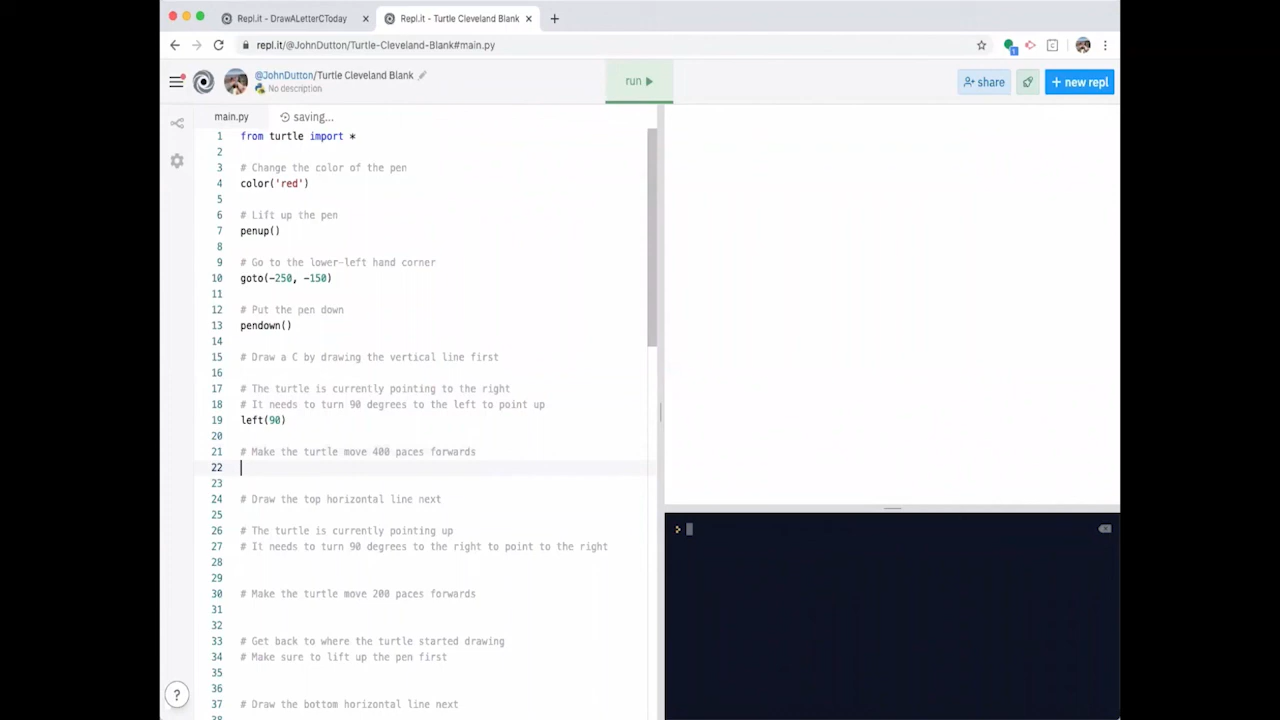 Repl.it - DrawALetterCToday × Repl.it - Turtle Cleveland Blank × +
repl.it/@JohnDutton/Turtle-Cleveland-Blank#main.py
@JohnDutton/Turtle Cleveland Blank
No description
run
share
+ new repl
main.py
saving...
1 from turtle import *
2
3 # Change the color of the pen
4 color('red')
5
6 # Lift up the pen
7 penup()
8
9 # Go to the lower-left hand corner
10 goto(-250, -150)
11
12 # Put the pen down
13 pendown()
14
15 # Draw a C by drawing the vertical line first
16
17 # The turtle is currently pointing to the right
18 # It needs to turn 90 degrees to the left to point up
19 left(90)
20
21 # Make the turtle move 400 paces forwards
22
23
24 # Draw the top horizontal line next
25
26 # The turtle is currently pointing up
27 # It needs to turn 90 degrees to the right to point to the right
28
29
30 # Make the turtle move 200 paces forwards
31
32
33 # Get back to where the turtle started drawing
34 # Make sure to lift up the pen first
35
36
37 # Draw the bottom horizontal line next
38
?